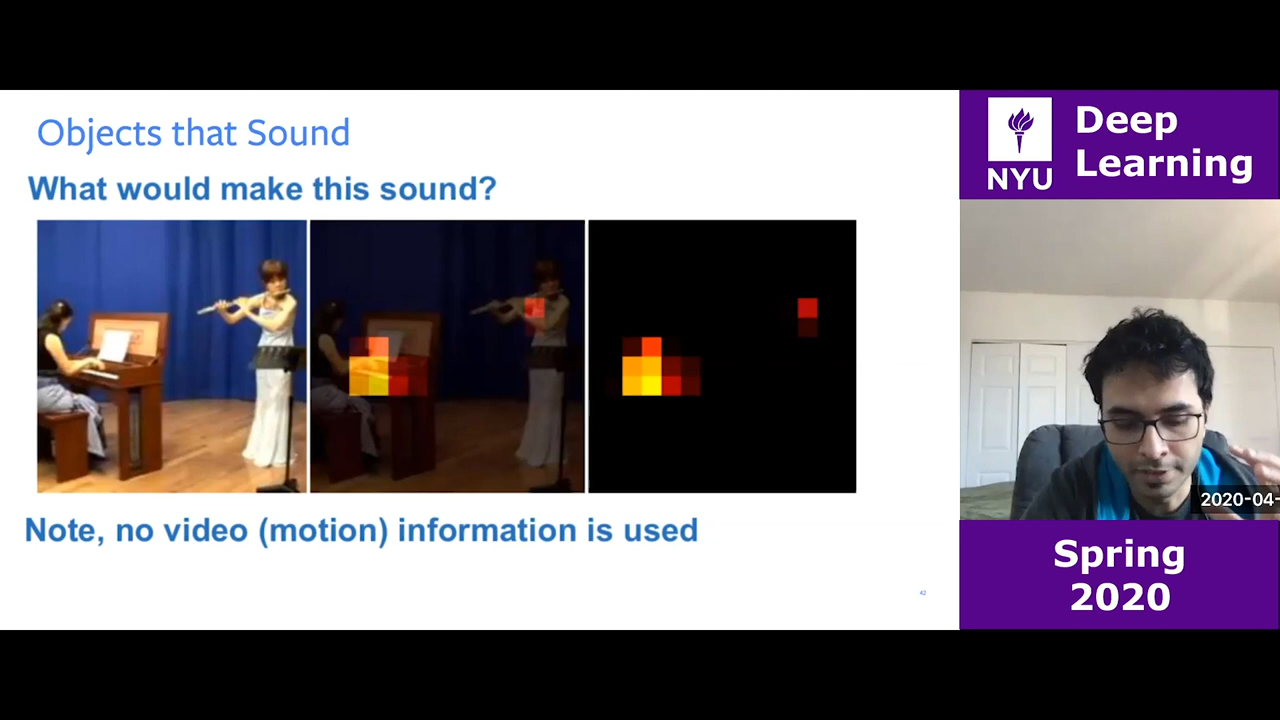 Objects that Sound
What would make this sound?
Note, no video (motion) information is used
42
NYU
Deep
Learning
2020-04-
Spring
2020